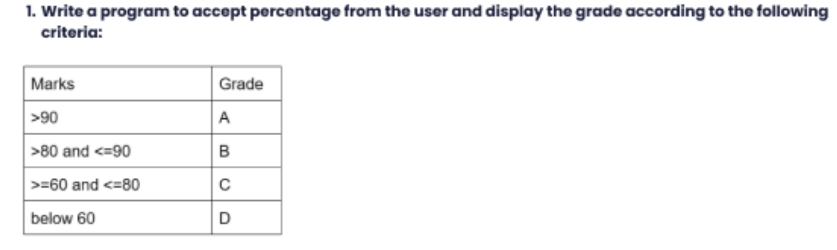 1. Write a program to accept percentage from the user and display the grade according to the following
criteria:
Marks Grade
>90 A
>80 and <=90 B
>=60 and <=80 C
below 60 D